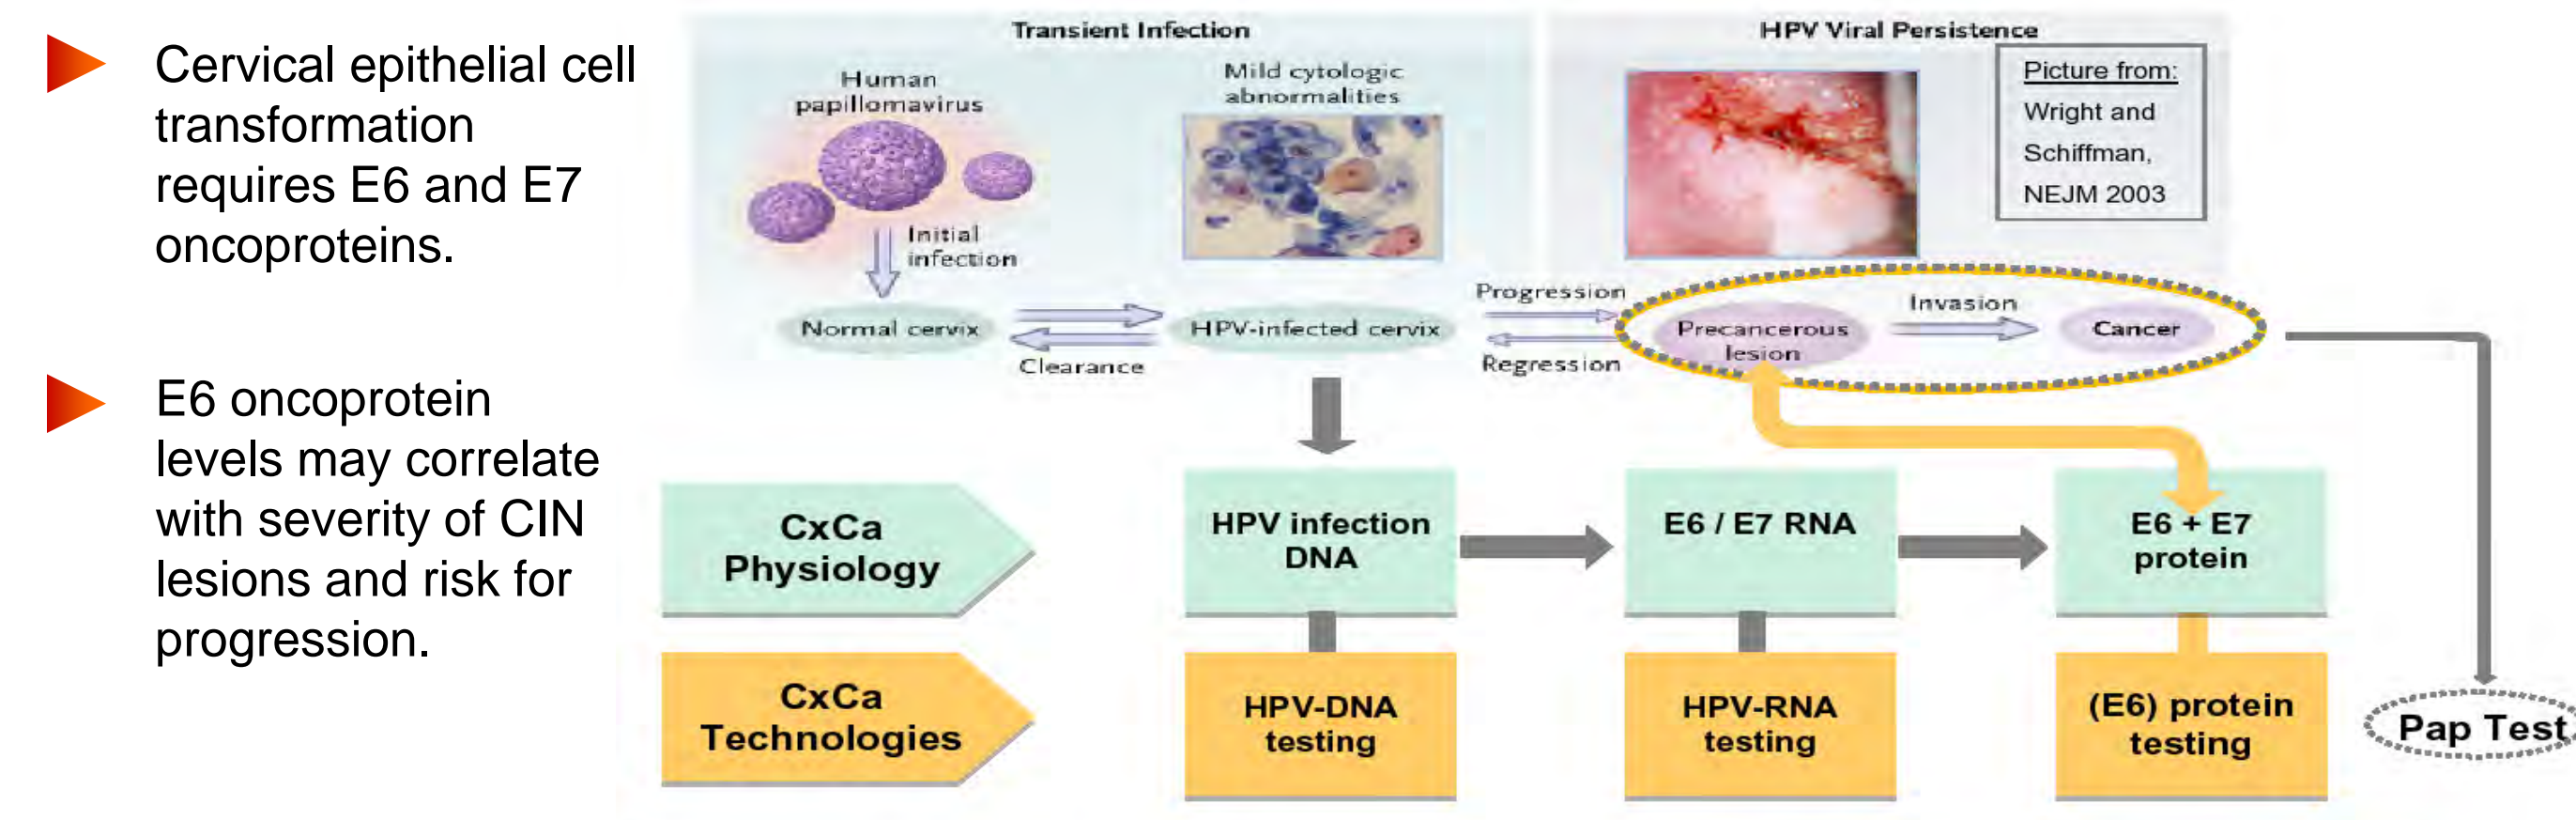 Cervical epithelial cell
transformation
requires E6 and E7
oncoproteins.
E6 oncoprotein
levels may correlate
with severity of CIN
lesions and risk for
progression.
Transient Infection
HPV Viral Persistence
Human
papillomavirus
Mild cytologic
abnormalities
Picture from:
Wright and
Schiffman,
NEJM 2003
Initial
infection
Normal cervix
Clearance
HPV-infected cervix
Progression
Regression
Precancerous
lesion
Invasion
Cancer
CxCa
Physiology
HPV infection
DNA
E6 / E7 RNA
E6 + E7
protein
CxCa
Technologies
HPV-DNA
testing
HPV-RNA
testing
(E6) protein
testing
Pap Test